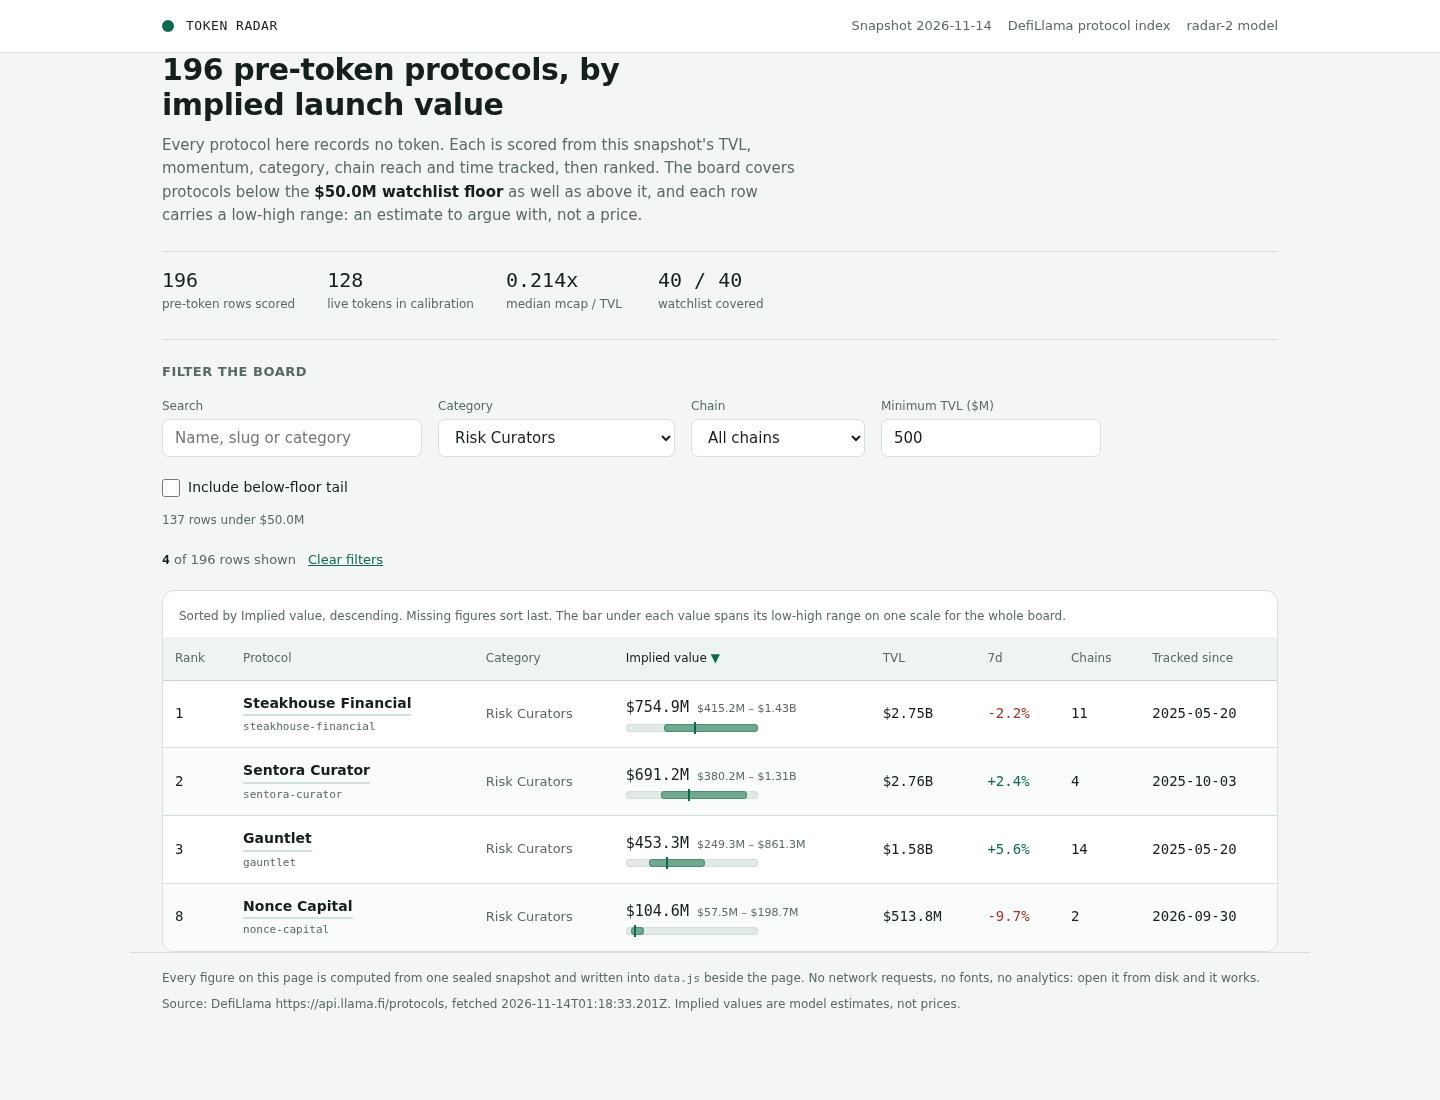 TOKEN RADAR
Snapshot 2026-11-14 DefiLlama protocol index radar-2 model
196 pre-token protocols, by
implied launch value
Every protocol here records no token. Each is scored from this snapshot's TVL,
momentum, category, chain reach and time tracked, then ranked. The board covers
protocols below the $50.0M watchlist floor as well as above it, and each row
carries a low-high range: an estimate to argue with, not a price.
196 128 0.214x 40 / 40
pre-token rows scored live tokens in calibration median mcap / TVL watchlist covered
FILTER THE BOARD
Search Category Chain Minimum TVL ($M)
Name, slug or category Risk Curators All chains 500
Include below-floor tail
137 rows under $50.0M
4 of 196 rows shown Clear filters
Sorted by Implied value, descending. Missing figures sort last. The bar under each value spans its low-high range on one scale for the whole board.
Rank Protocol Category Implied value ▼ TVL 7d Chains Tracked since
1 Steakhouse Financial Risk Curators $754.9M $415.2M – $1.43B $2.75B -2.2% 11 2025-05-20
steakhouse-financial
2 Sentora Curator Risk Curators $691.2M $380.2M – $1.31B $2.76B +2.4% 4 2025-10-03
sentora-curator
3 Gauntlet Risk Curators $453.3M $249.3M – $861.3M $1.58B +5.6% 14 2025-05-20
gauntlet
8 Nonce Capital Risk Curators $104.6M $57.5M – $198.7M $513.8M -9.7% 2 2026-09-30
nonce-capital
Every figure on this page is computed from one sealed snapshot and written into data.js beside the page. No network requests, no fonts, no analytics: open it from disk and it works.
Source: DefiLlama https://api.llama.fi/protocols, fetched 2026-11-14T01:18:33.201Z. Implied values are model estimates, not prices.